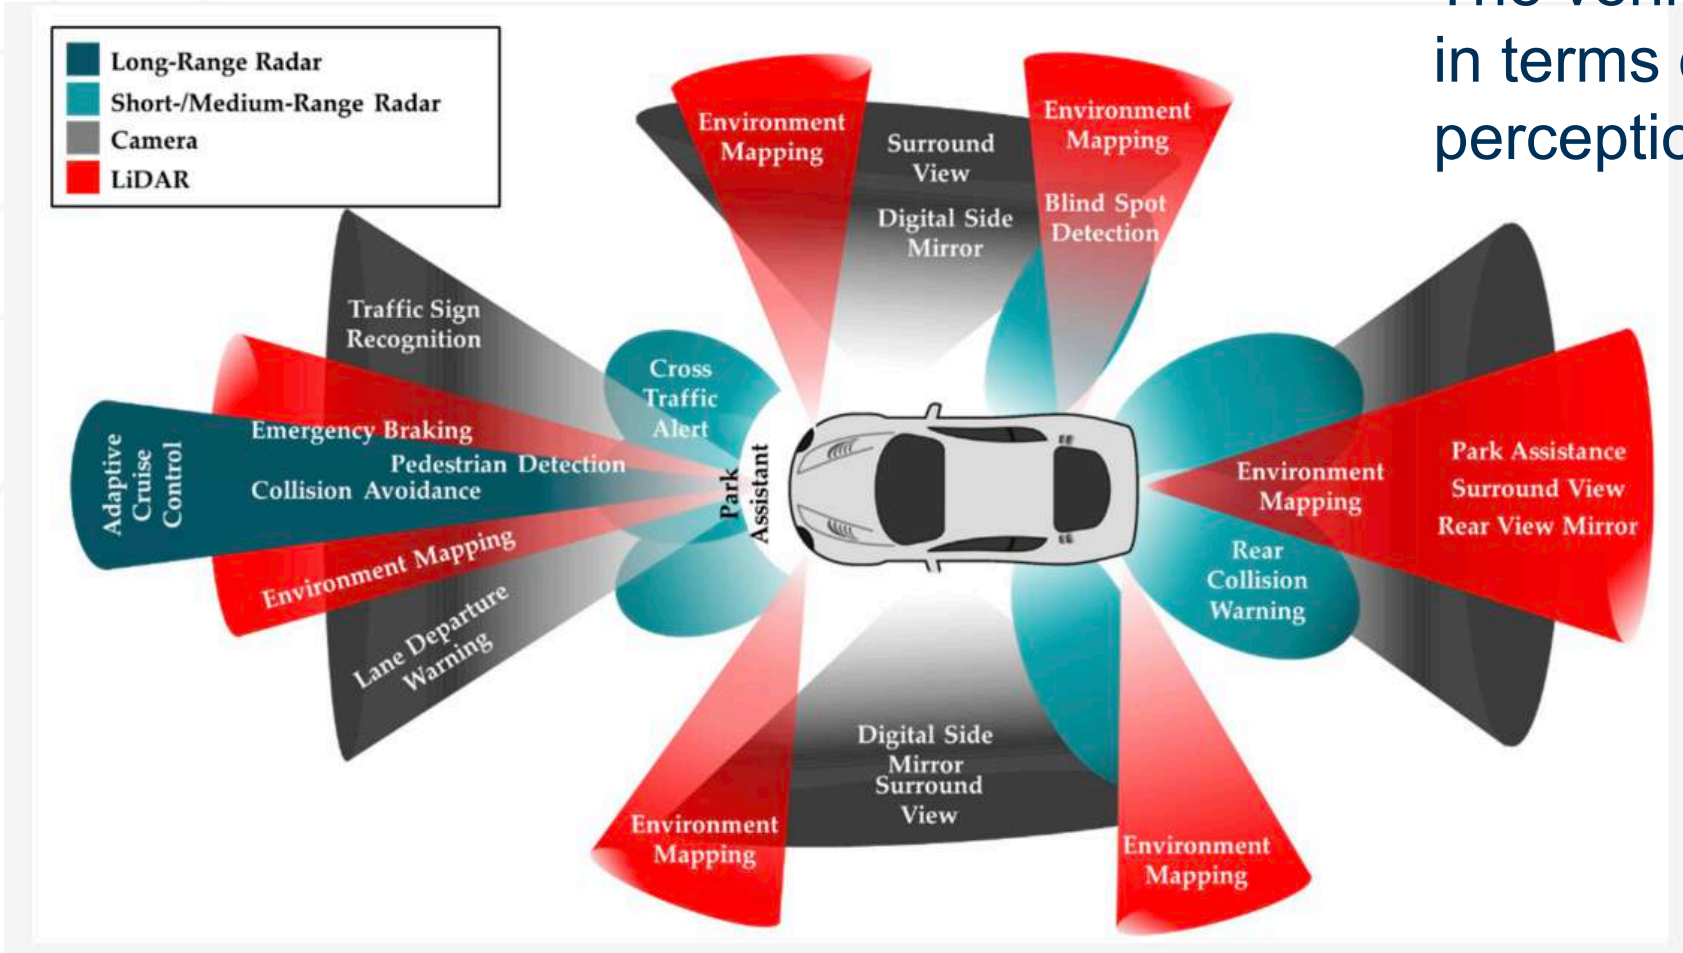 in terms
perceptio
Long-Range Radar
Short-/Medium-Range Radar
Camera
LiDAR
Environment
Mapping
Surround
View
Digital Side
Mirror
Environment
Mapping
Blind Spot
Detection
Traffic Sign
Recognition
Cross
Traffic
Alert
Adaptive
Cruise
Control
Emergency Braking
Pedestrian Detection
Collision Avoidance
Park
Assistant
Environment Mapping
Lane Departure
Warning
Environment
Mapping
Park Assistance
Surround View
Rear View Mirror
Rear
Collision
Warning
Digital Side
Mirror
Surround
View
Environment
Mapping
Environment
Mapping